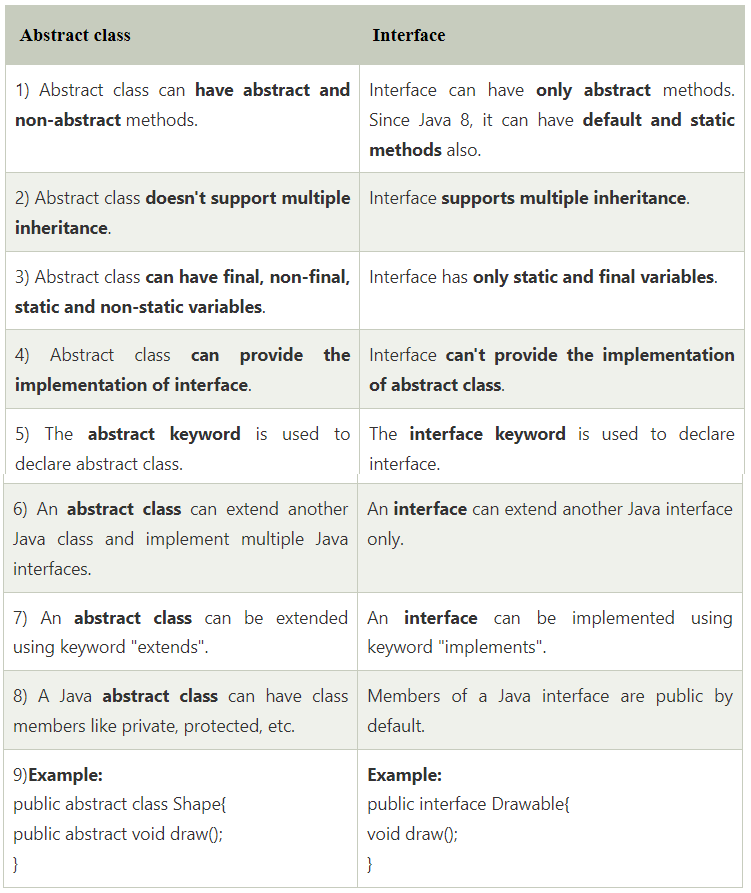 Abstract class
Interface
1) Abstract class can have abstract and
non-abstract methods.
Interface can have only abstract methods.
Since Java 8, it can have default and static
methods also.
2) Abstract class doesn't support multiple
inheritance.
Interface supports multiple inheritance.
3) Abstract class can have final, non-final,
static and non-static variables.
Interface has only static and final variables.
4) Abstract class can provide the
implementation of interface.
Interface can't provide the implementation
of abstract class.
5) The abstract keyword is used to
declare abstract class.
The interface keyword is used to declare
interface.
6) An abstract class can extend another
Java class and implement multiple Java
interfaces.
An interface can extend another Java interface
only.
7) An abstract class can be extended
using keyword "extends".
An interface can be implemented using
keyword "implements".
8) A Java abstract class can have class
members like private, protected, etc.
Members of a Java interface are public by
default.
9)Example:
public abstract class Shape{
public abstract void draw();
}
Example:
public interface Drawable{
void draw();
}